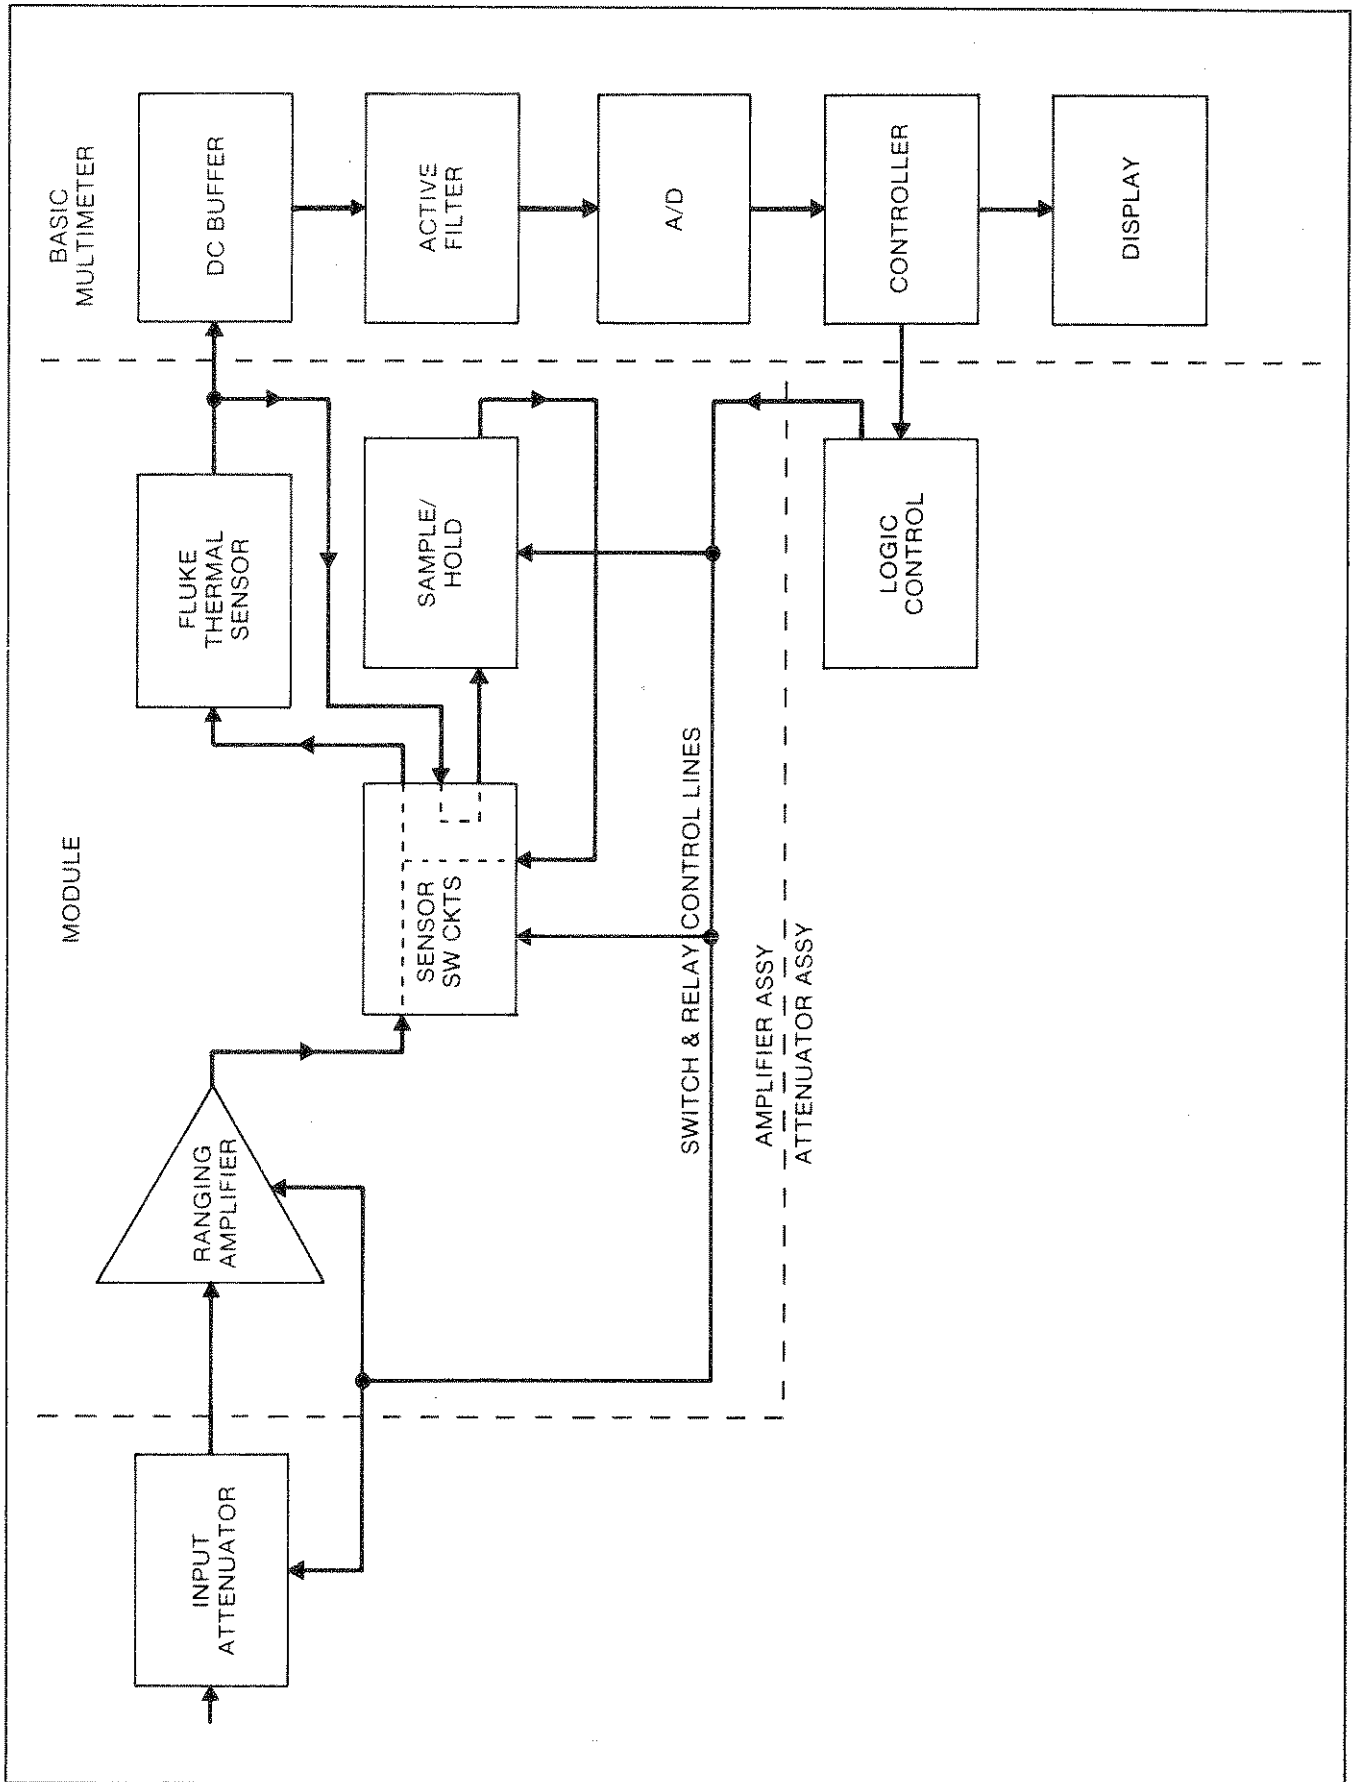 MODULE
BASIC
MULTIMETER
INPUT
ATTENUATOR
RANGING
AMPLIFIER
SENSOR
SW CKTS
FLUKE
THERMAL
SENSOR
SAMPLE/
HOLD
DC BUFFER
ACTIVE
FILTER
A/D
CONTROLLER
DISPLAY
SWITCH & RELAY CONTROL LINES
AMPLIFIER ASSY
ATTENUATOR ASSY
LOGIC
CONTROL